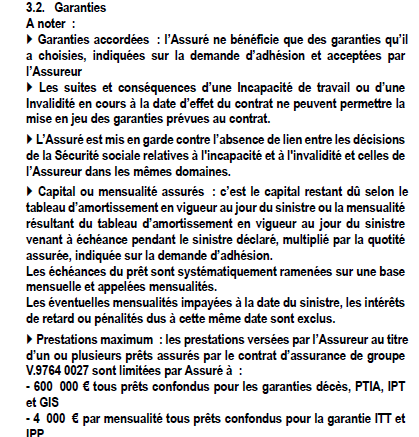 3.2. Garanties
A noter :
Garanties accordées : l’Assuré ne bénéficie que des garanties qu’il
a choisies, indiquées sur la demande d’adhésion et acceptées par
l’Assureur
Les suites et conséquences d’une Incapacité de travail ou d’une
Invalidité en cours à la date d’effet du contrat ne peuvent permettre la
mise en jeu des garanties prévues au contrat.
L’Assuré est mis en garde contre l’absence de lien entre les décisions
de la Sécurité sociale relatives à l'incapacité et à l'invalidité et celles de
l’Assureur dans les mêmes domaines.
Capital ou mensualité assurés : c’est le capital restant dû selon le
tableau d’amortissement en vigueur au jour du sinistre ou la mensualité
résultant du tableau d’amortissement en vigueur au jour du sinistre
venant à échéance pendant le sinistre déclaré, multiplié par la quotité
assurée, indiquée sur la demande d’adhésion.
Les échéances du prêt sont systématiquement ramenées sur une base
mensuelle et appelées mensualités.
Les éventuelles mensualités impayées à la date du sinistre, les intérêts
de retard ou pénalités dus à cette même date sont exclus.
Prestations maximum : les prestations versées par l’Assureur au titre
d’un ou plusieurs prêts assurés par le contrat d’assurance de groupe
V.9764 0027 sont limitées par Assuré à :
- 600 000 € tous prêts confondus pour les garanties décès, PTIA, IPT
et GIS
- 4 000 € par mensualité tous prêts confondus pour la garantie ITT et
IPP